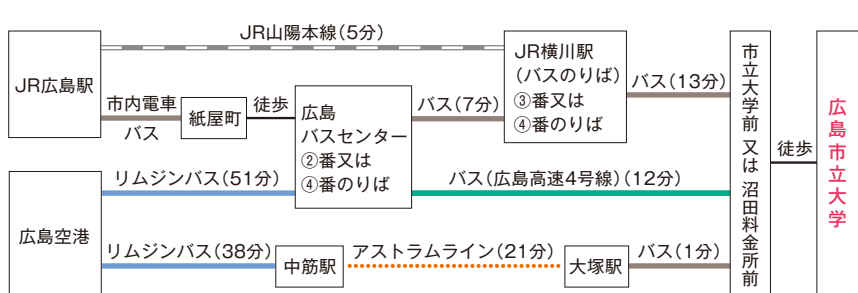 JR山陽本線(5分)
JR広島駅
市内電車
バス
紙屋町
徒歩
広島
バスセンター
②番又は
④番のりば
バス(7分)
JR横川駅
(バスのりば)
③番又は
④番のりば
バス(13分)
広島空港
リムジンバス(51分)
バス(広島高速4号線)(12分)
リムジンバス(38分)
中筋駅
アストラムライン(21分)
大塚駅
バス(1分)
市立大学前 又は 沼田料金所前
徒歩
広島市立大学